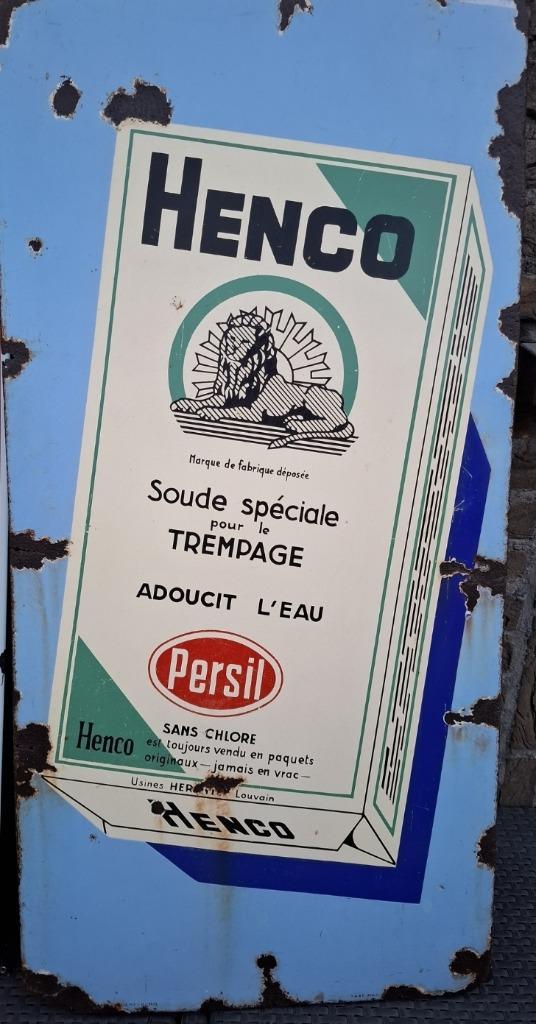 HENCO
Marque de fabrique déposée
Soude spéciale
pour le
TREMPAGE
ADOUCIT L'EAU
Persil
SANS CHLORE
Henco est toujours vendu en paquets
originaux — jamais en vrac —
Usines Louvain
HENCO